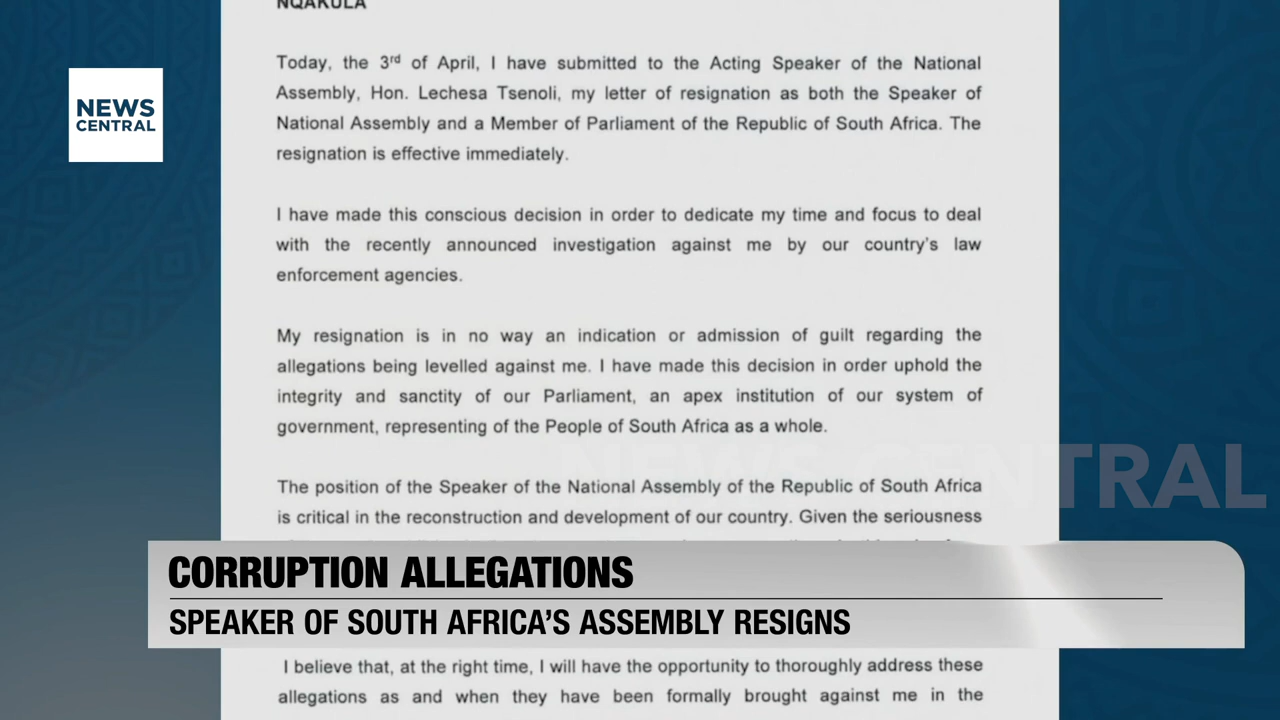 NQAKULA
NEWS
CENTRAL
Today, the 3rd of April, I have submitted to the Acting Speaker of the National
Assembly, Hon. Lechesa Tsenoli, my letter of resignation as both the Speaker of
National Assembly and a Member of Parliament of the Republic of South Africa. The
resignation is effective immediately.
I have made this conscious decision in order to dedicate my time and focus to deal
with the recently announced investigation against me by our country's law
enforcement agencies.
My resignation is in no way an indication or admission of guilt regarding the
allegations being levelled against me. I have made this decision in order uphold the
integrity and sanctity of our Parliament, an apex institution of our system of
government, representing of the People of South Africa as a whole.
NEWS CENTRAL
The position of the Speaker of the National Assembly of the Republic of South Africa
is critical in the reconstruction and development of our country. Given the seriousness
CORRUPTION ALLEGATIONS
SPEAKER OF SOUTH AFRICA'S ASSEMBLY RESIGNS
I believe that, at the right time, I will have the opportunity to thoroughly address these
allegations as and when they have been formally brought against me in the